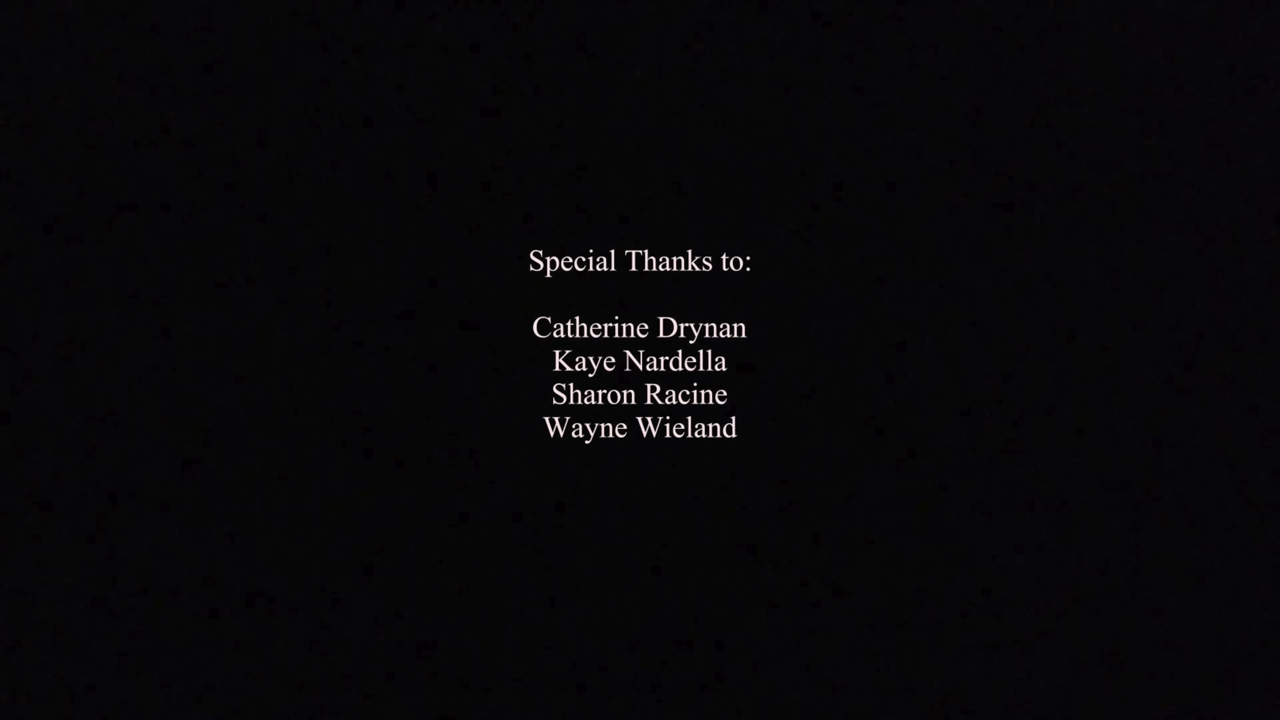 Special Thanks to:
Catherine Drynan
Kaye Nardella
Sharon Racine
Wayne Wieland